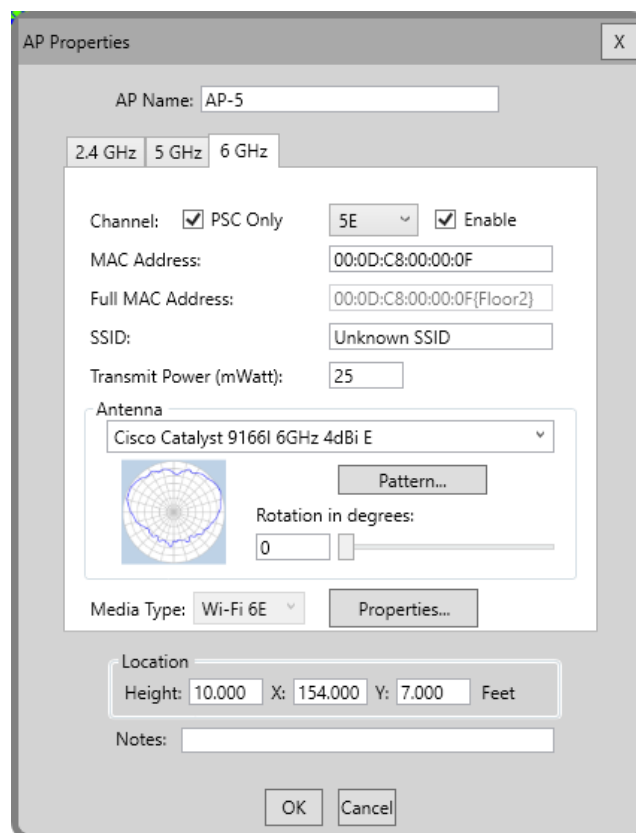 AP Properties X
AP Name: AP-5
2.4 GHz 5 GHz 6 GHz
Channel: PSC Only 5E Enable
MAC Address: 00:0D:C8:00:00:0F
Full MAC Address: 00:0D:C8:00:00:0F{Floor2}
SSID: Unknown SSID
Transmit Power (mWatt): 25
Antenna
Cisco Catalyst 9166I 6GHz 4dBi E
Pattern...
Rotation in degrees:
0
Media Type: Wi-Fi 6E Properties...
Location
Height: 10.000 X: 154.000 Y: 7.000 Feet
Notes:
OK Cancel